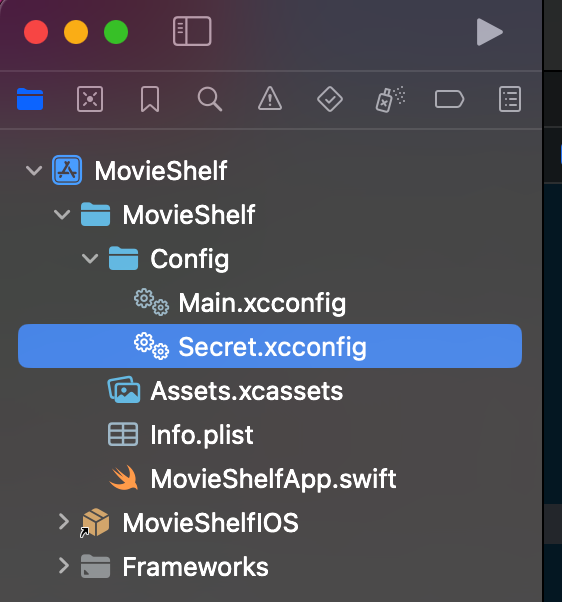 MovieShelf
MovieShelf
Config
Main.xcconfig
Secret.xcconfig
Assets.xcassets
Info.plist
MovieShelfApp.swift
MovieShelfIOS
Frameworks